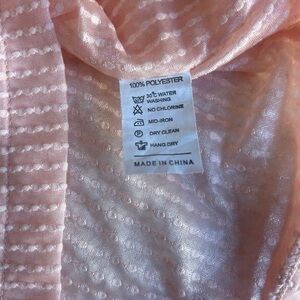 100% POLYESTER
30℃ WATER
WASHING
NO CHLORINE
MID-IRON
DRY CLEAN
HANG DRY
MADE IN CHINA